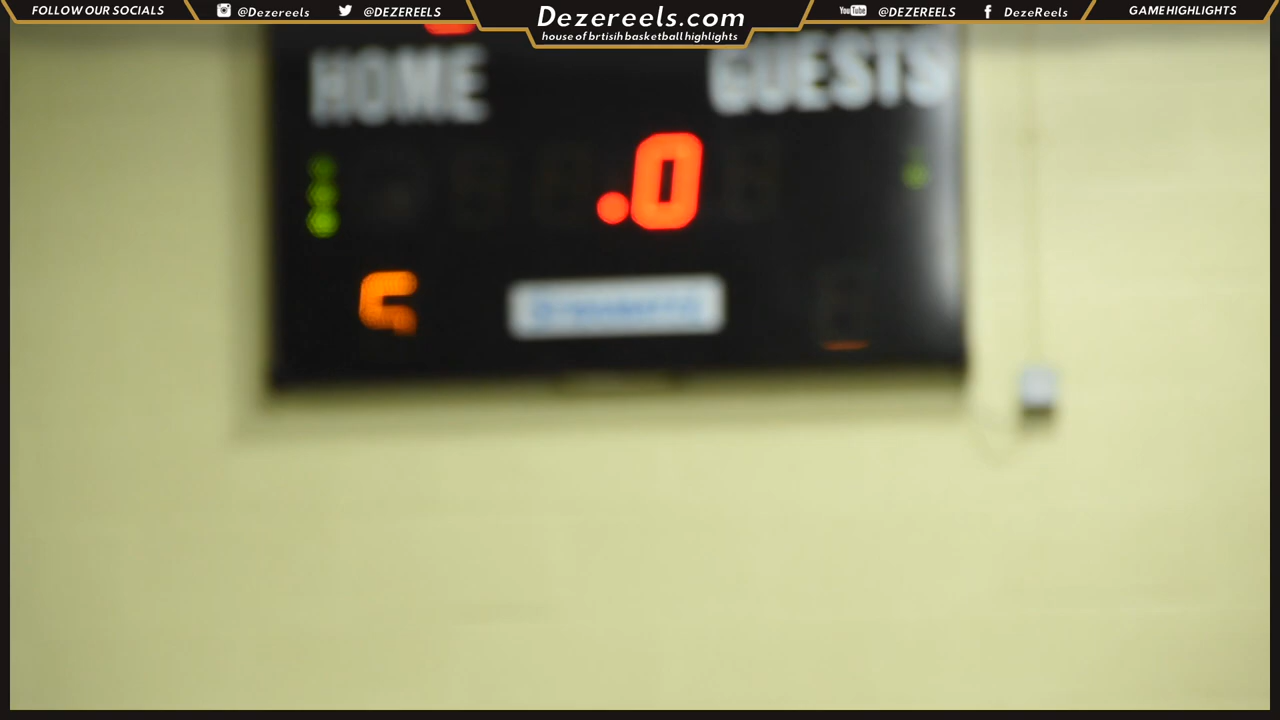 FOLLOW OUR SOCIALS
@Dezereels
@DEZEREELS
Dezereels.com
house of brtisih basketball highlights
YouTube
@DEZEREELS
DezeReels
GAME HIGHLIGHTS
HOME
GUESTS
.0